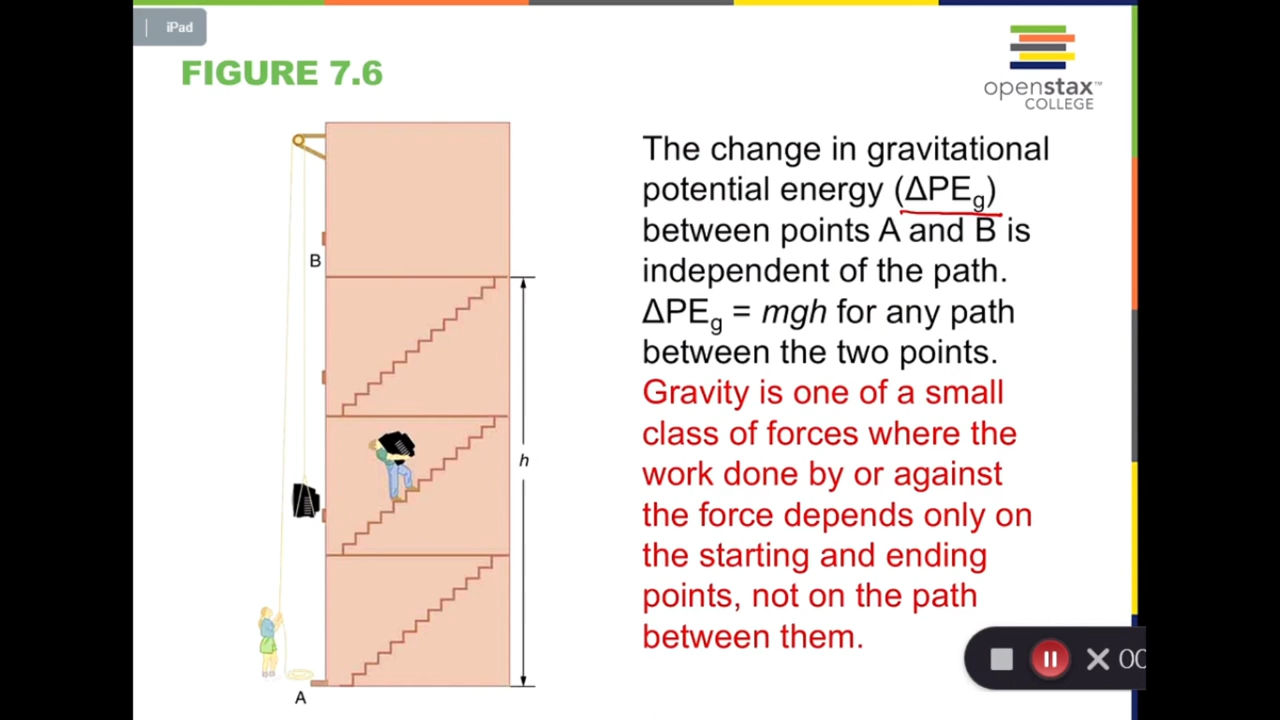 iPad
FIGURE 7.6
openstax™
COLLEGE
The change in gravitational
potential energy (ΔPEg)
between points A and B is
independent of the path.
ΔPEg = mgh for any path
between the two points.
Gravity is one of a small
class of forces where the
work done by or against
the force depends only on
the starting and ending
points, not on the path
between them.
B
h
A
00